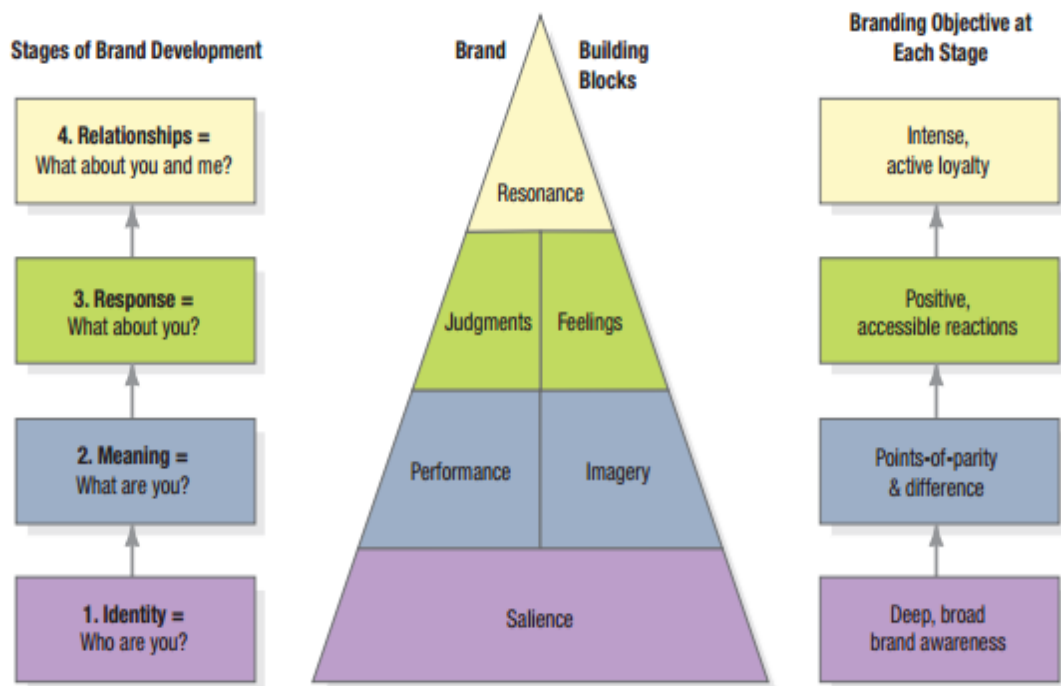 Stages of Brand Development
4. Relationships =
What about you and me?
3. Response =
What about you?
2. Meaning =
What are you?
1. Identity =
Who are you?
Brand
Building
Blocks
Resonance
Judgments
Feelings
Performance
Imagery
Salience
Branding Objective at
Each Stage
Intense,
active loyalty
Positive,
accessible reactions
Points-of-parity
& difference
Deep, broad
brand awareness